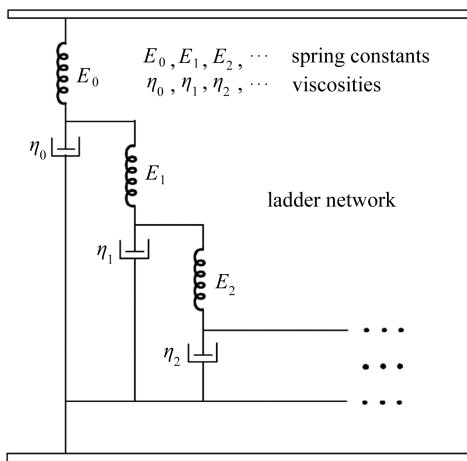 E₀ , E₁ , E₂ , ··· spring constants
η₀ , η₁ , η₂ , ··· viscosities
E₀
η₀
E₁
ladder network
η₁
E₂
η₂